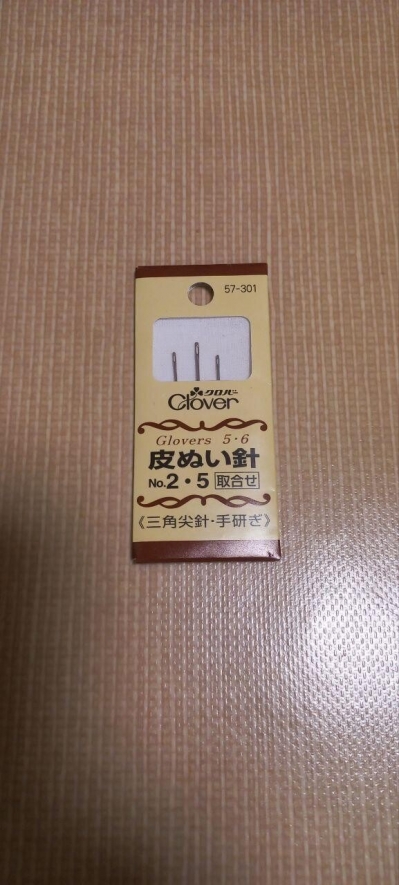 57-301
クロバー
Clover
Glovers 5・6
皮ぬい針
No.2・5 取合せ
《三角尖針・手研ぎ》